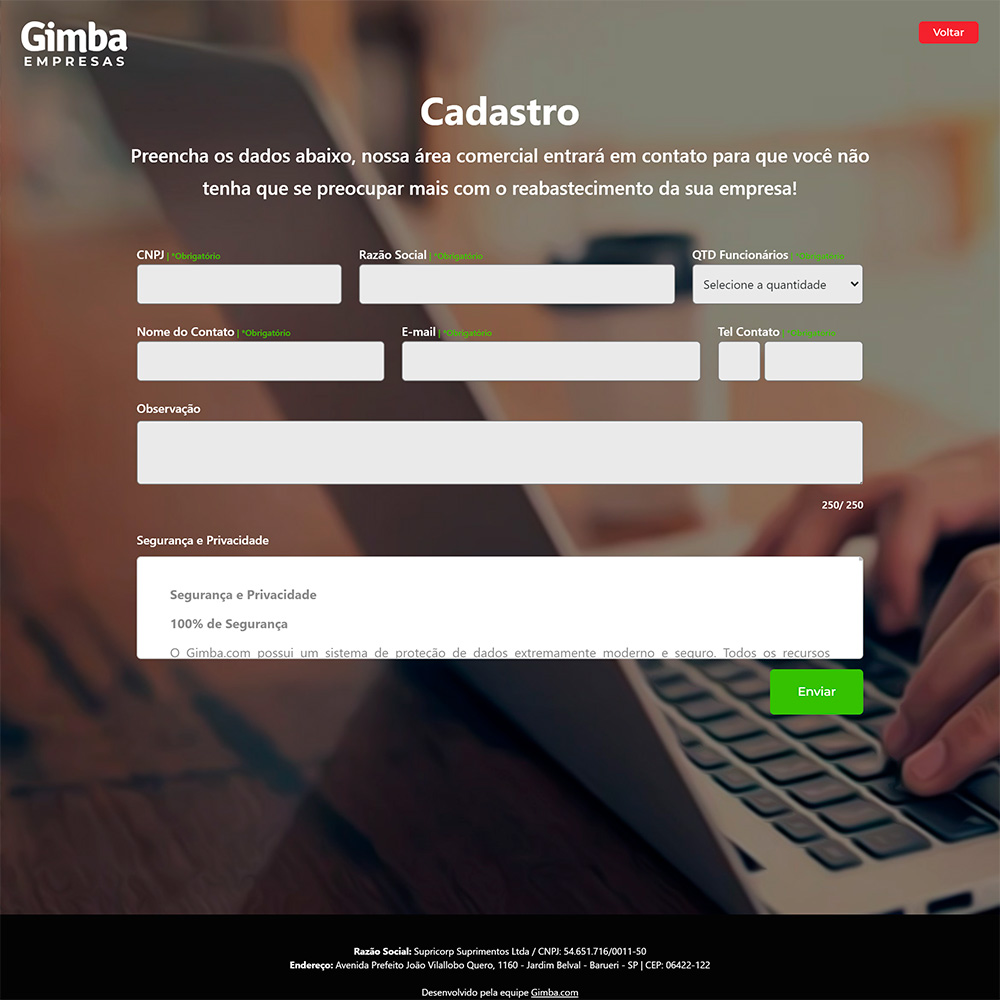 Gimba
EMPRESAS
Voltar
Cadastro
Preencha os dados abaixo, nossa área comercial entrará em contato para que você não
tenha que se preocupar mais com o reabastecimento da sua empresa!
CNPJ | *Obrigatório
Razão Social | *Obrigatório
QTD Funcionários | *Obrigatório
Selecione a quantidade
Nome do Contato | *Obrigatório
E-mail | *Obrigatório
Tel Contato | *Obrigatório
Observação
250/ 250
Segurança e Privacidade
Segurança e Privacidade
100% de Segurança
O Gimba.com possui um sistema de proteção de dados extremamente moderno e seguro. Todos os recursos
Enviar
Razão Social: Supricorp Suprimentos Ltda / CNPJ: 54.651.716/0011-50
Endereço: Avenida Prefeito João Vilallobo Quero, 1160 - Jardim Belval - Barueri - SP | CEP: 06422-122
Desenvolvido pela equipe Gimba.com